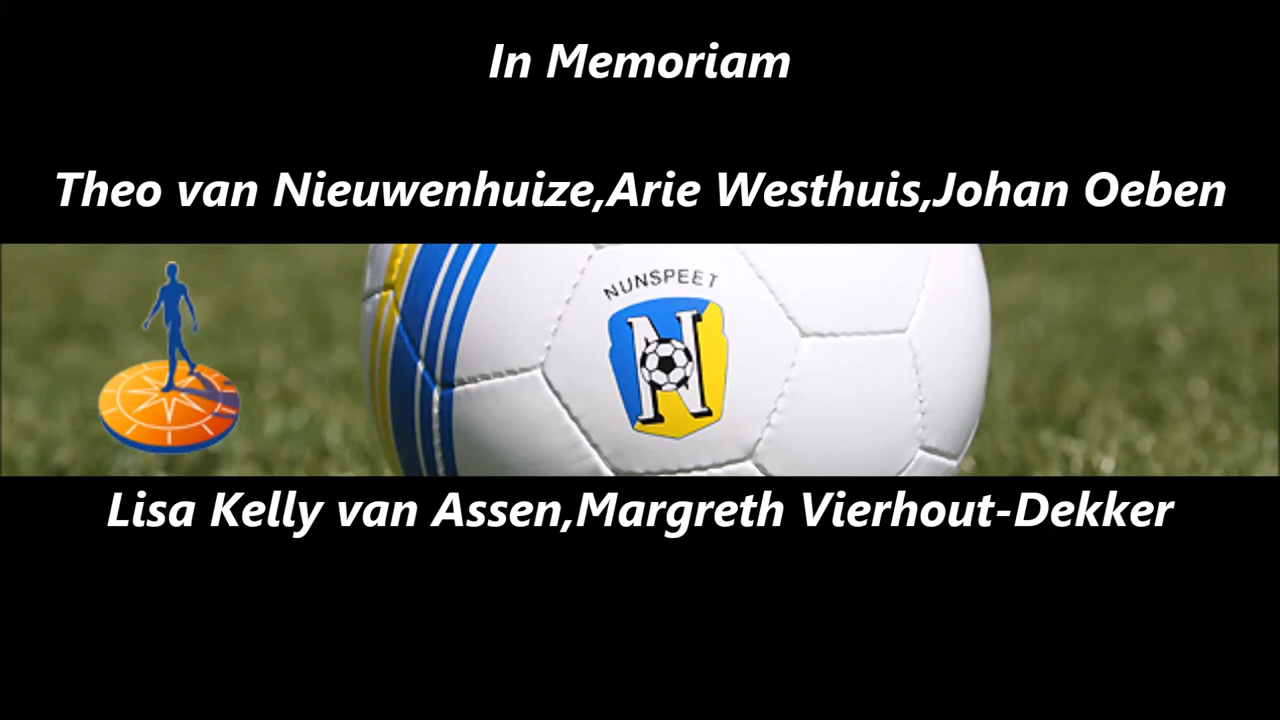 In Memoriam
Theo van Nieuwenhuize,Arie Westhuis,Johan Oeben
NUNSPEET
N
Lisa Kelly van Assen,Margreth Vierhout-Dekker